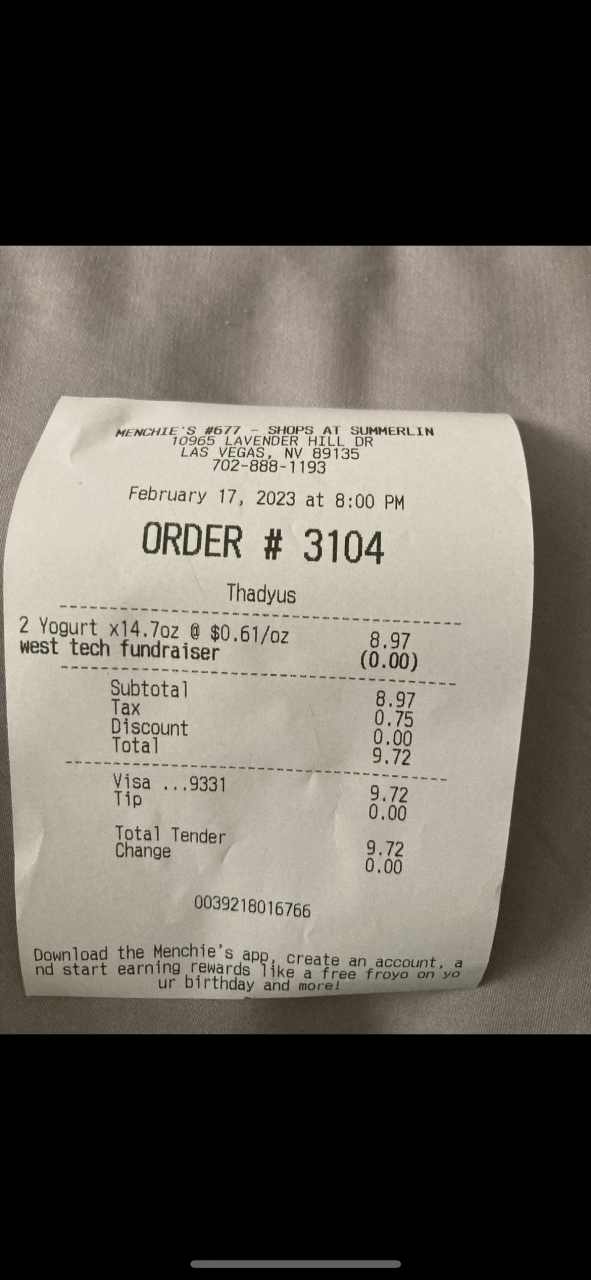 MENCHIE'S #677 - SHOPS AT SUMMERLIN
10965 LAVENDER HILL DR
LAS VEGAS, NV 89135
702-888-1193
February 17, 2023 at 8:00 PM
ORDER # 3104
Thadyus
2 Yogurt x14.7oz @ $0.61/oz 8.97
west tech fundraiser (0.00)
Subtotal 8.97
Tax 0.75
Discount 0.00
Total 9.72
Visa ...9331 9.72
Tip 0.00
Total Tender 9.72
Change 0.00
0039218016766
Download the Menchie's app, create an account, a
nd start earning rewards like a free froyo on yo
ur birthday and more!